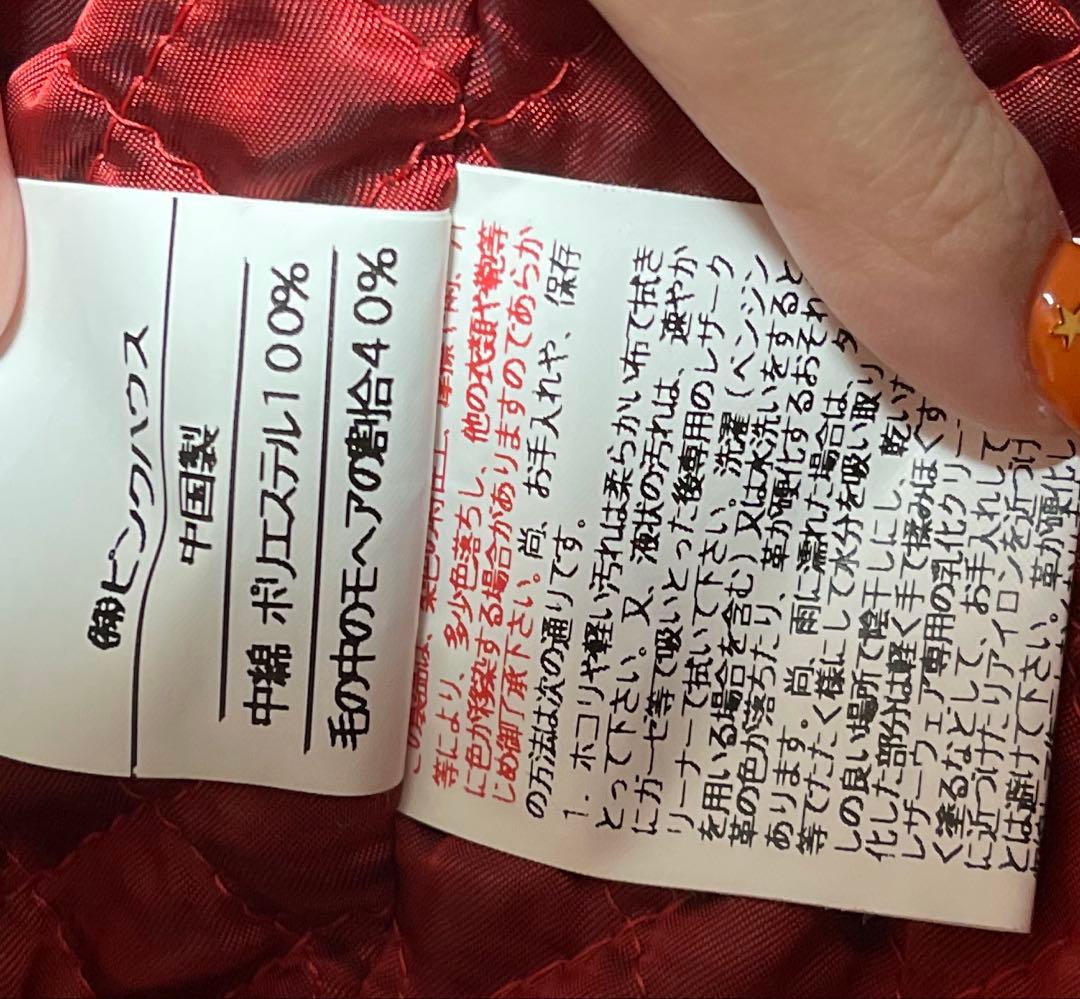 ㈱ピンクハウス
中国製
中綿 ポリエステル100%
毛の中のモヘアの割合40%
等により、多少色落ちし、他の衣類や靴等
に色が移染する場合がありますのであらか
じめ御了承下さい。尚、お手入れや、保存
の方法は次の通りです。
1. ホコリや軽い汚れは柔らかい布で拭き
とって下さい。又、液状の汚れは、速やか
にガーゼ等で吸いとった後専用のレザーク
リーナーで拭いて下さい。洗濯(ベンジン
を用いる場合を含む)又は水洗いをすると
革の色が落ちたり、革が硬化するおそれ
あります。尚、雨に濡れた場合は、タ
等でたたく様にして水分を吸い取り
しの良い場所で陰干しにし、乾い
化した部分は軽く手で揉みほぐす
レザーウェア専用の乳化クリー
く塗るなどして、お手入れして
に近づけたりアイロンを近づけ
とは避けて下さい。革が硬化し